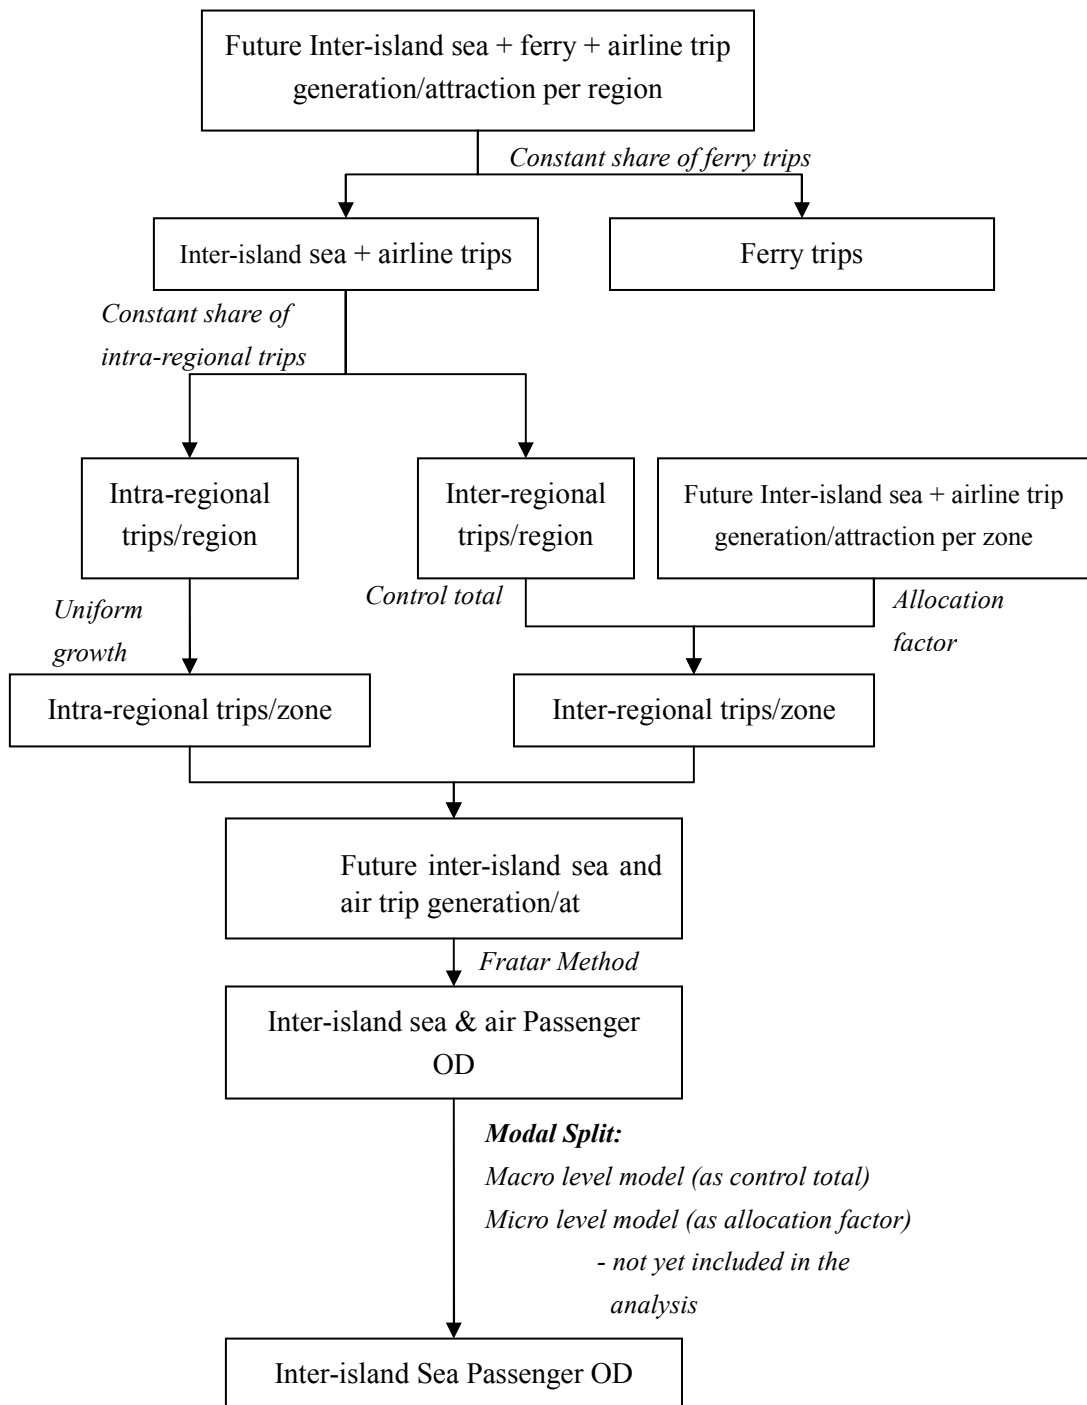 Future Inter-island sea + ferry + airline trip
generation/attraction per region
Constant share of ferry trips
Inter-island sea + airline trips
Ferry trips
Constant share of
intra-regional trips
Intra-regional
trips/region
Inter-regional
trips/region
Future Inter-island sea + airline trip
generation/attraction per zone
Uniform
growth
Control total
Allocation
factor
Intra-regional trips/zone
Inter-regional trips/zone
Future inter-island sea and
air trip generation/at
Fratar Method
Inter-island sea & air Passenger
OD
Modal Split:
Macro level model (as control total)
Micro level model (as allocation factor)
- not yet included in the
analysis
Inter-island Sea Passenger OD